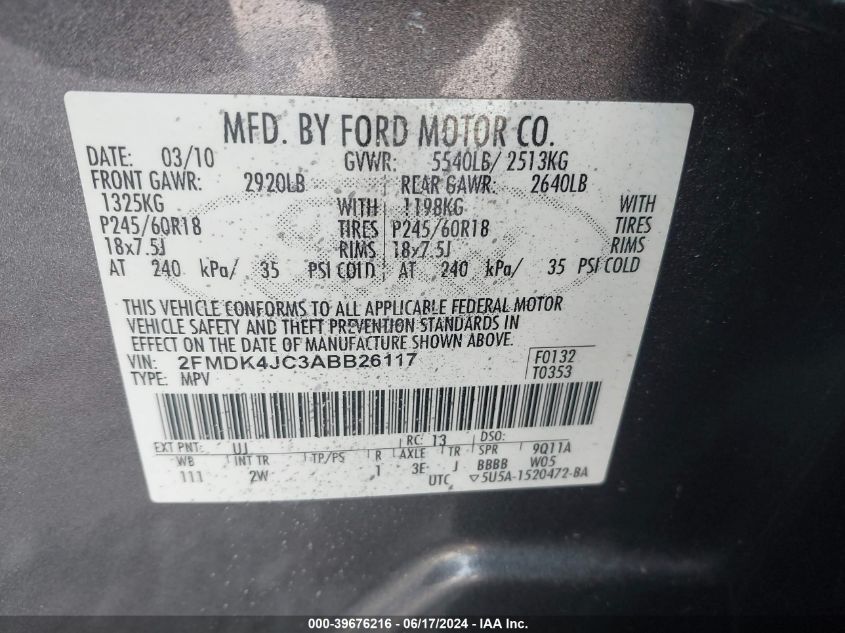 MFD. BY FORD MOTOR CO.
DATE: 03/10 GVWR: 5540LB/ 2513KG
FRONT GAWR: 2920LB REAR GAWR: 2640LB
1325KG WITH 1198KG WITH
P245/60R18 TIRES P245/60R18 TIRES
18x7.5J RIMS 18x7.5J RIMS
AT 240 kPa/ 35 PSI COLD AT 240 kPa/ 35 PSI COLD
THIS VEHICLE CONFORMS TO ALL APPLICABLE FEDERAL MOTOR
VEHICLE SAFETY AND THEFT PREVENTION STANDARDS IN
EFFECT ON THE DATE OF MANUFACTURE SHOWN ABOVE.
VIN: 2FMDK4JC3ABB26117 F0132
TYPE: MPV T0353
EXT PNT: UJ RC: 13 DSO:
WB INT TR TP/PS R AXLE TR SPR 9Q11A
111 2W 1 3E J BBBB W05
UTC ▽5U5A-1520472-BA
000-39676216 - 06/17/2024 - IAAI.com.